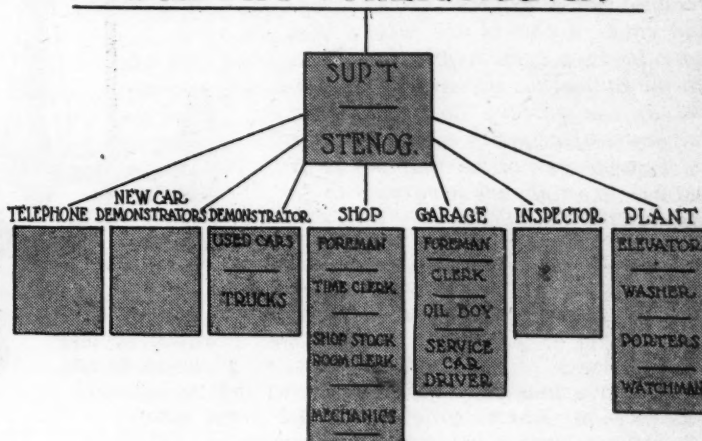 SUP'T
STENOG.
TELEPHONE
NEW CAR
DEMONSTRATORS
DEMONSTRATOR
USED CARS
TRUCKS
SHOP
FOREMAN
TIME CLERK
SHOP STOCK
ROOM CLERK
MECHANICS
GARAGE
FOREMAN
CLERK
OIL BOY
SERVICE
CAR
DRIVER
INSPECTOR
PLANT
ELEVATOR
WASHER
PORTERS
WATCHMAN